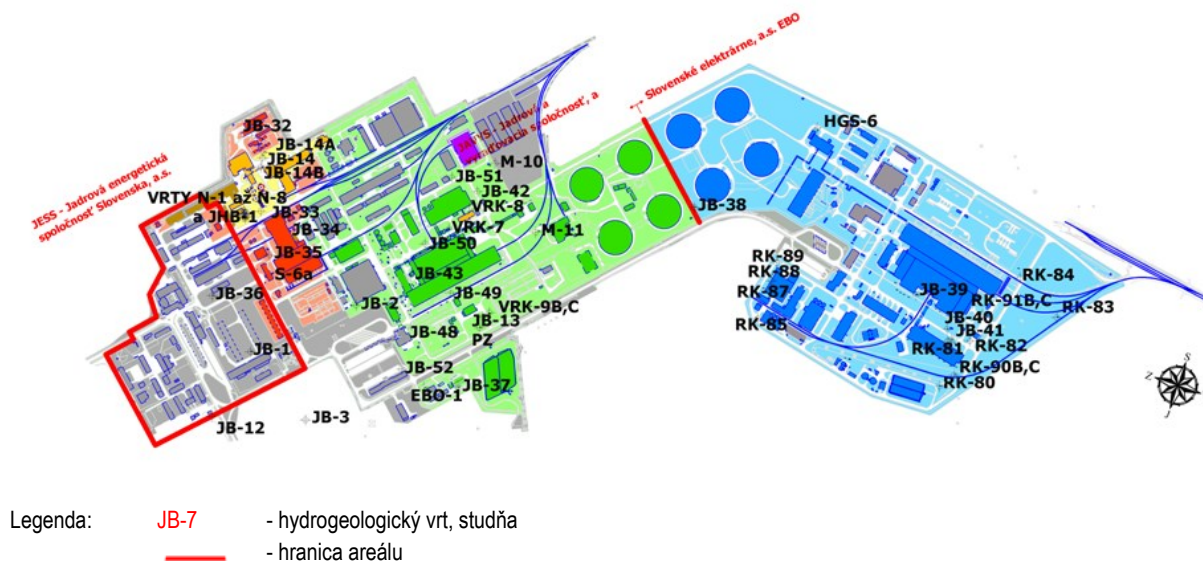 Slovenské elektrárne, a.s. EBO
JAVYS - Jadrová a
vyraďovacia spoločnosť, a
JESS - Jadrová energetická
spoločnosť Slovenska, a.s.
HGS-6
JB-32
JB-14A
JB-14
JB-14B
M-10
JB-51
JB-42
VRTY N-1 až N-8
a JHB-1
JB-33
JB-34
VRK-8
VRK-7
M-11
JB-38
JB-50
JB-35
S-6a
JB-43
JB-36
JB-2
JB-49
VRK-9B,C
JB-13
JB-48
PZ
JB-1
JB-52
JB-37
EBO-1
JB-3
JB-12
RK-89
RK-88
RK-87
RK-85
RK-84
JB-39
RK-91B,C
RK-83
JB-40
JB-41
RK-81
RK-82
RK-90B,C
RK-80
S
Z
J
Legenda: JB-7 - hydrogeologický vrt, studňa
- hranica areálu